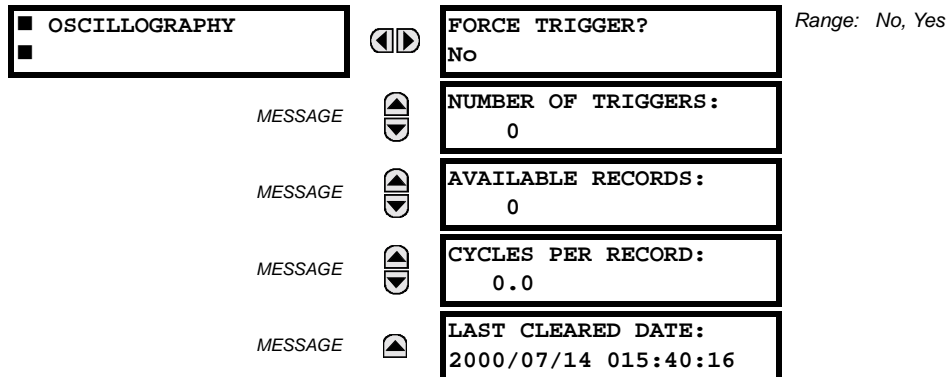 ■ OSCILLOGRAPHY
■
FORCE TRIGGER?
No
Range: No, Yes
MESSAGE
NUMBER OF TRIGGERS:
0
MESSAGE
AVAILABLE RECORDS:
0
MESSAGE
CYCLES PER RECORD:
0.0
MESSAGE
LAST CLEARED DATE:
2000/07/14 015:40:16